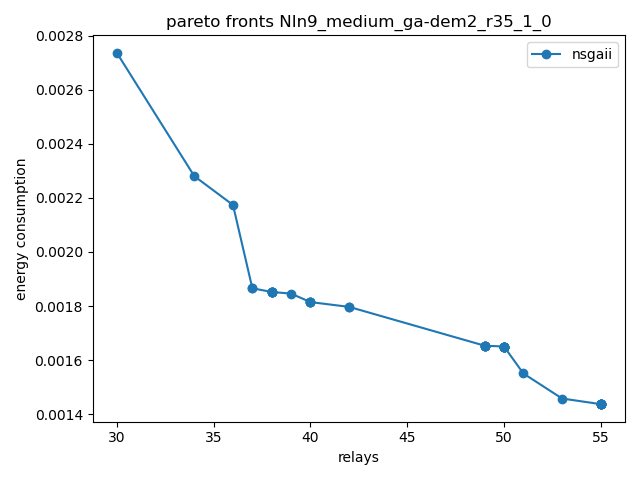 pareto fronts NIn9_medium_ga-dem2_r35_1_0
nsgaii
0.0028
0.0026
0.0024
0.0022
0.0020
0.0018
0.0016
0.0014
energy consumption
30 35 40 45 50 55
relays